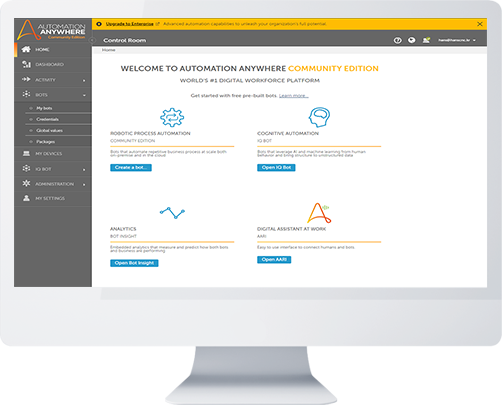 AUTOMATION
ANYWHERE
Community Edition
Upgrade to Enterprise
Advanced automation capabilities to unleash your organization's full potential.
Control Room
Home
HOME
DASHBOARD
ACTIVITY
BOTS
My bots
Credentials
Global values
Packages
MY DEVICES
IQ BOT
ADMINISTRATION
MY SETTINGS
WELCOME TO AUTOMATION ANYWHERE COMMUNITY EDITION
WORLD'S #1 DIGITAL WORKFORCE PLATFORM
Get started with free pre-built bots. Learn more...
ROBOTIC PROCESS AUTOMATION
COMMUNITY EDITION
Bots that automate repetitive business process at scale both
on-premise and in the cloud
Create a bot...
COGNITIVE AUTOMATION
IQ BOT
Bots that leverage AI and machine learning from human
behavior and bring structure to unstructured data
Open IQ Bot
ANALYTICS
BOT INSIGHT
Embedded analytics that measure and predict how both bots
and business are performing
Open Bot Insight
DIGITAL ASSISTANT AT WORK
AARI
Easy to use interface to connect humans and bots
Open AARI